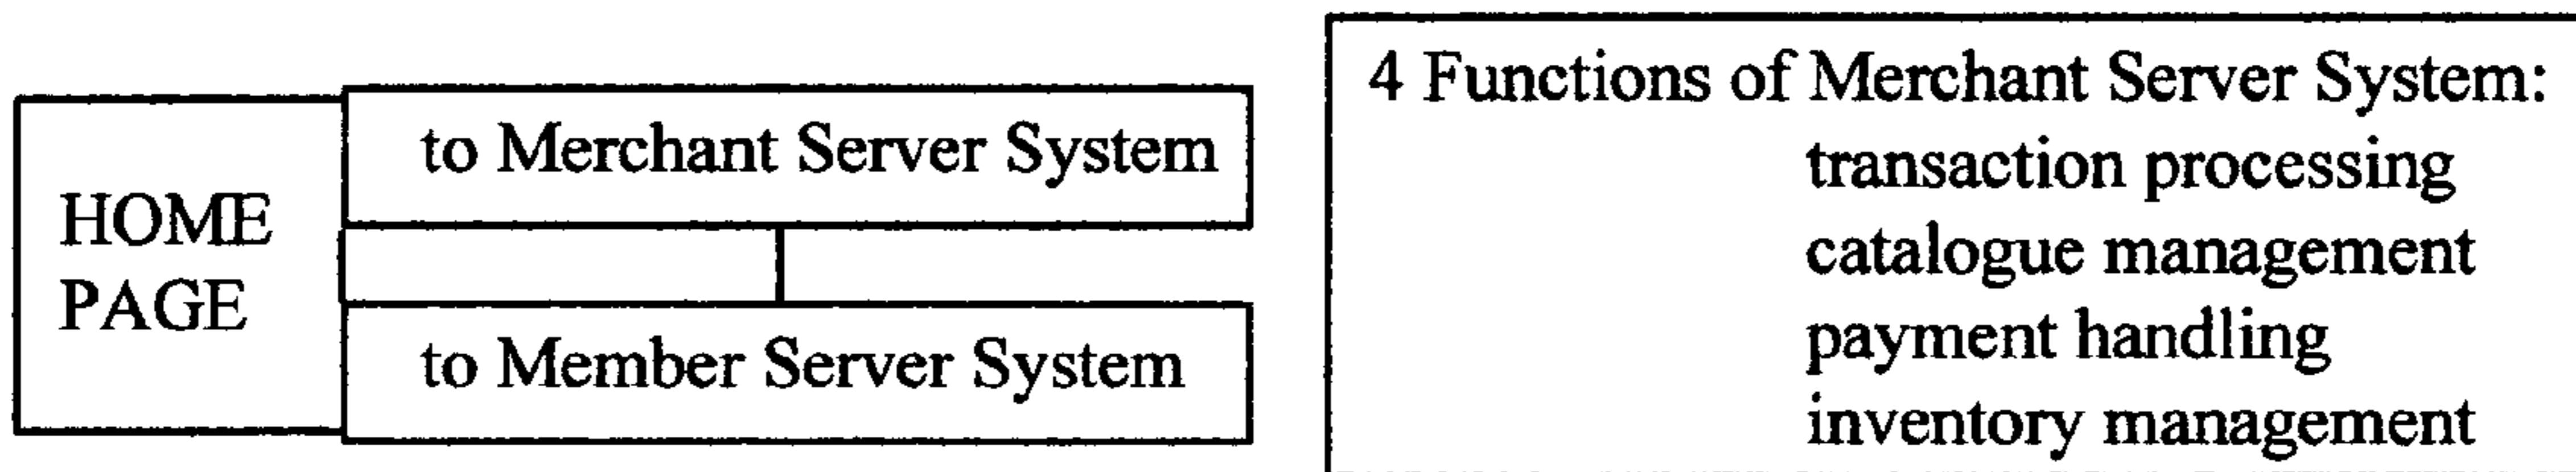 HOME
PAGE
to Merchant Server System
to Member Server System
4 Functions of Merchant Server System:
transaction processing
catalogue management
payment handling
inventory management